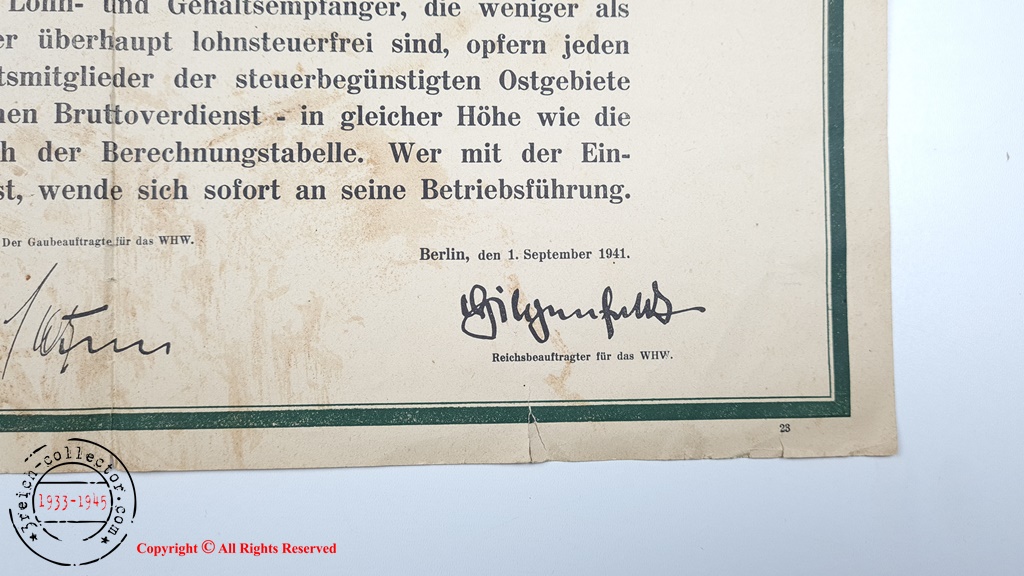 Lohn- und Gehaltsempfänger, die weniger als
er überhaupt lohnsteuerfrei sind, opfern jeden
tsmitglieder der steuerbegünstigten Ostgebiete
hen Bruttoverdienst - in gleicher Höhe wie die
h der Berechnungstabelle. Wer mit der Ein-
st, wende sich sofort an seine Betriebsführung.
Der Gaubeauftragte für das WHW.
Berlin, den 1. September 1941.
Hilgenfeldt
Reichsbeauftragter für das WHW.
23
3reich-collector.com
1933-1945
Copyright © All Rights Reserved